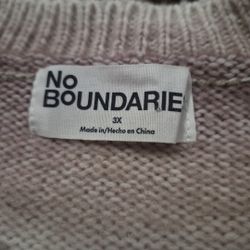 NO
BOUNDARIE
3X
Made in/Hecho en China